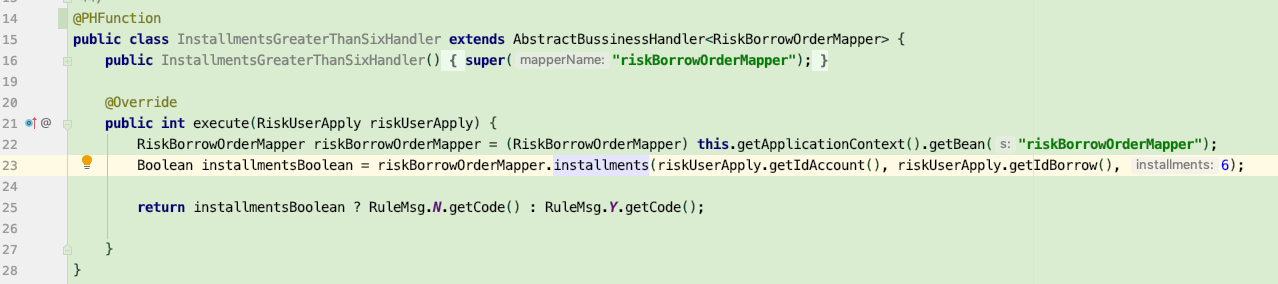 14 @PHFunction
15 public class InstallmentsGreaterThanSixHandler extends AbstractBussinessHandler<RiskBorrowOrderMapper> {
16 public InstallmentsGreaterThanSixHandler() { super( mapperName: "riskBorrowOrderMapper"); }
19
20 @Override
21 @ public int execute(RiskUserApply riskUserApply) {
22 RiskBorrowOrderMapper riskBorrowOrderMapper = (RiskBorrowOrderMapper) this.getApplicationContext().getBean( s: "riskBorrowOrderMapper");
23 Boolean installmentsBoolean = riskBorrowOrderMapper.installments(riskUserApply.getIdAccount(), riskUserApply.getIdBorrow(), installments: 6);
24
25 return installmentsBoolean ? RuleMsg.N.getCode() : RuleMsg.Y.getCode();
26
27 }
28 }